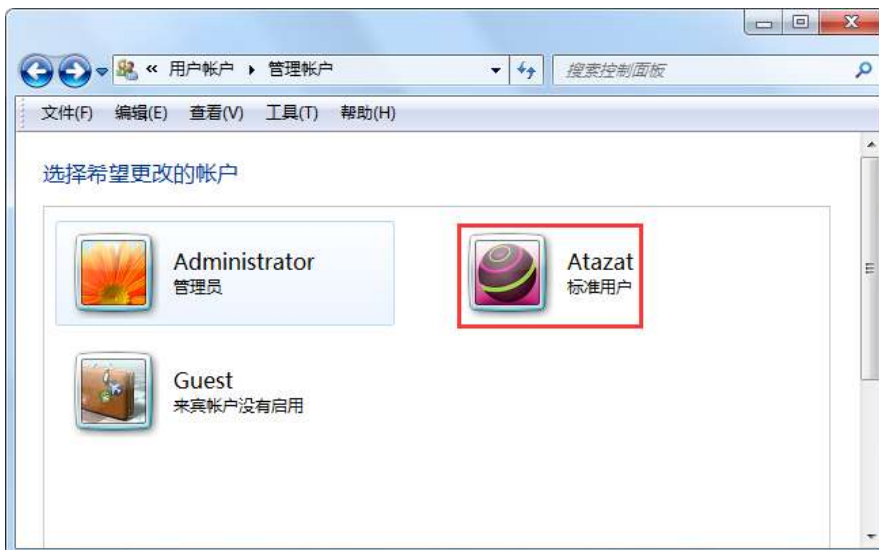 « 用户帐户 ▸ 管理帐户
搜索控制面板
文件(F) 编辑(E) 查看(V) 工具(T) 帮助(H)
选择希望更改的帐户
Administrator
管理员
Atazat
标准用户
Guest
来宾帐户没有启用